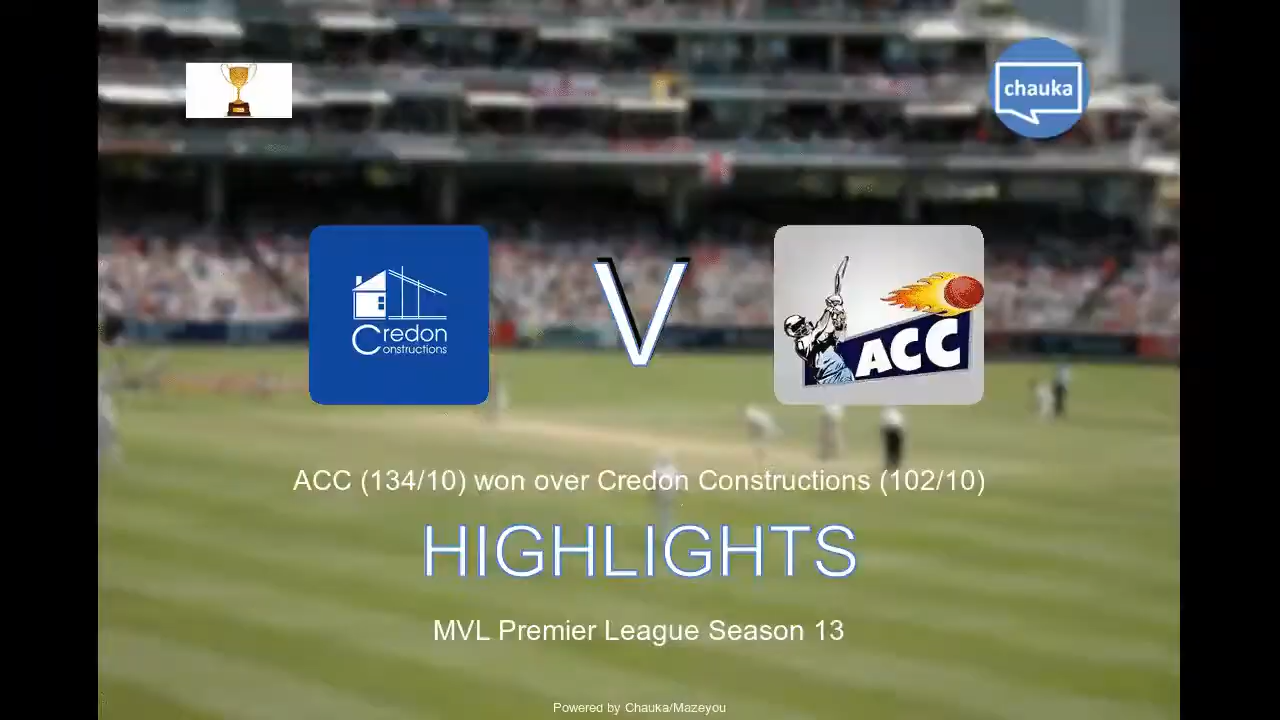 chauka
V
Credon
Constructions
ACC
ACC (134/10) won over Credon Constructions (102/10)
HIGHLIGHTS
MVL Premier League Season 13
Powered by Chauka/Mazeyou